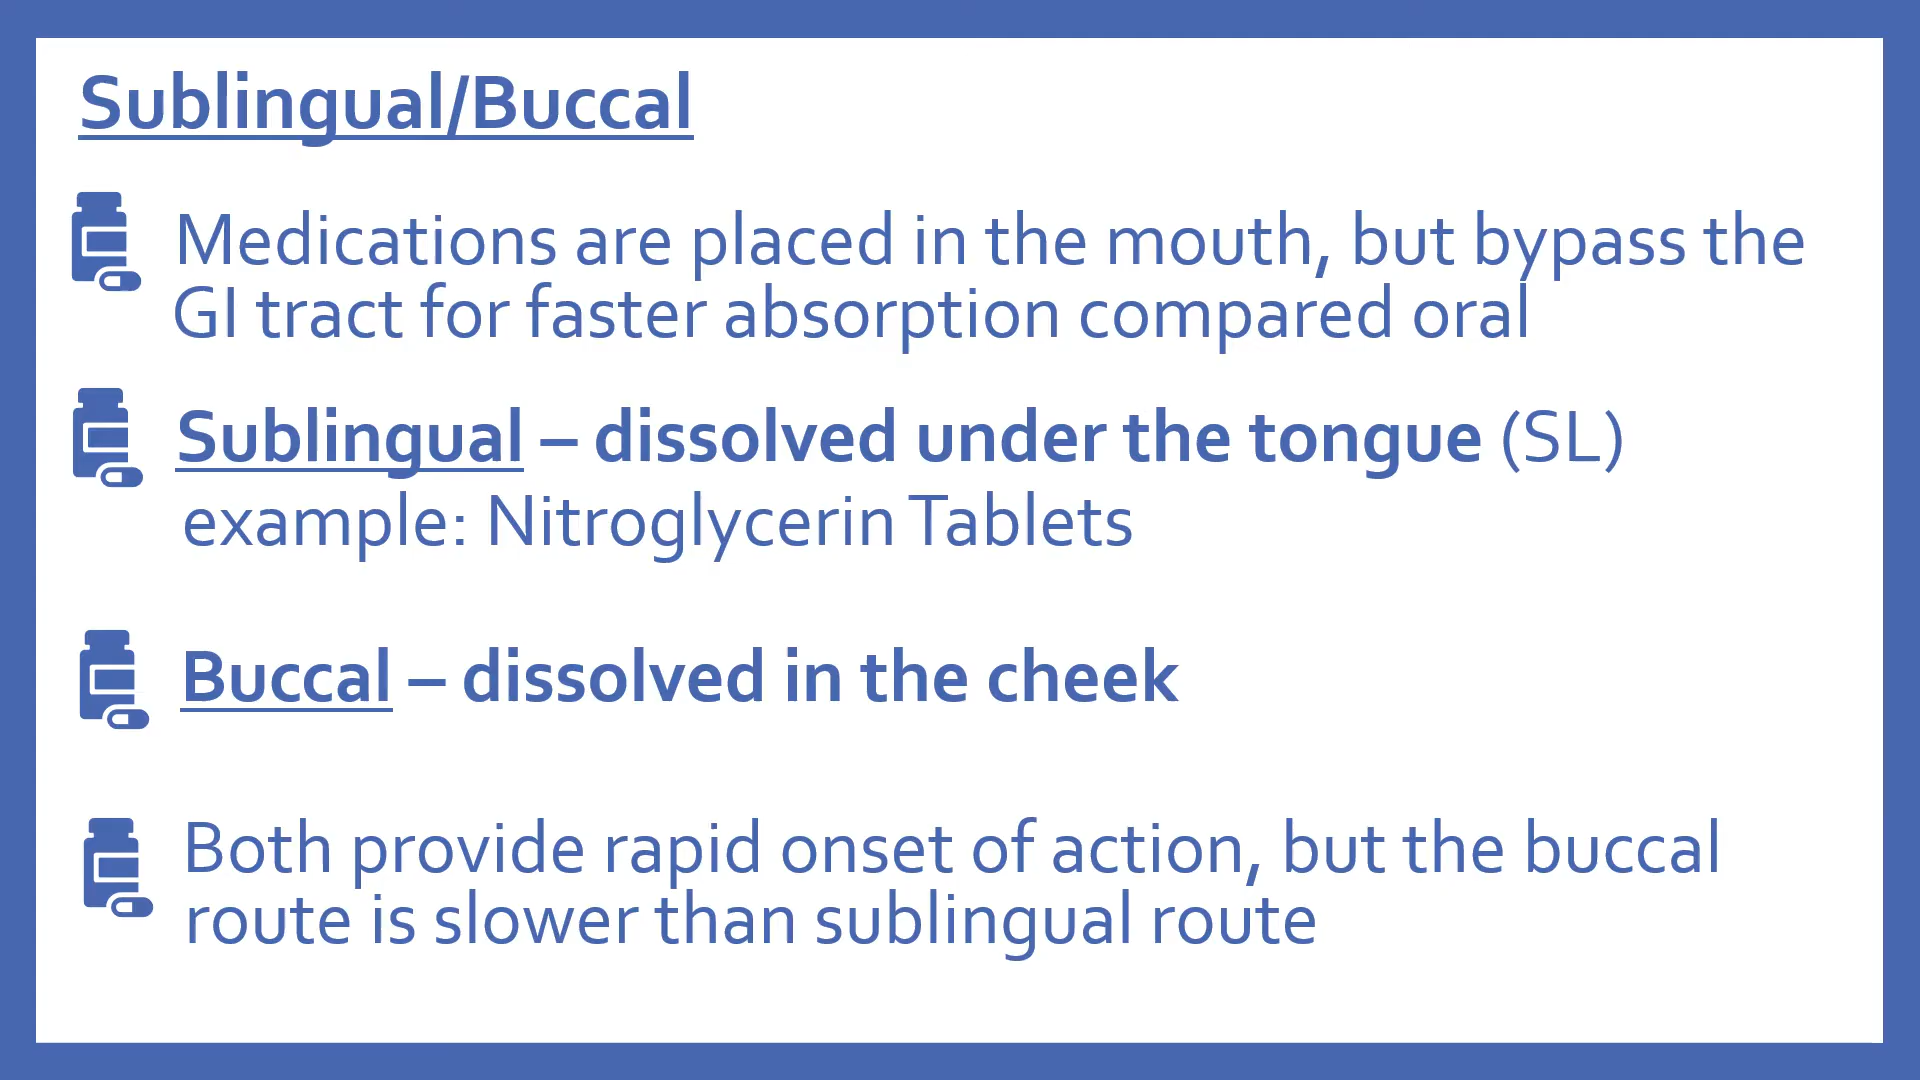 Sublingual/Buccal
Medications are placed in the mouth, but bypass the
GI tract for faster absorption compared oral
Sublingual – dissolved under the tongue (SL)
example: Nitroglycerin Tablets
Buccal – dissolved in the cheek
Both provide rapid onset of action, but the buccal
route is slower than sublingual route